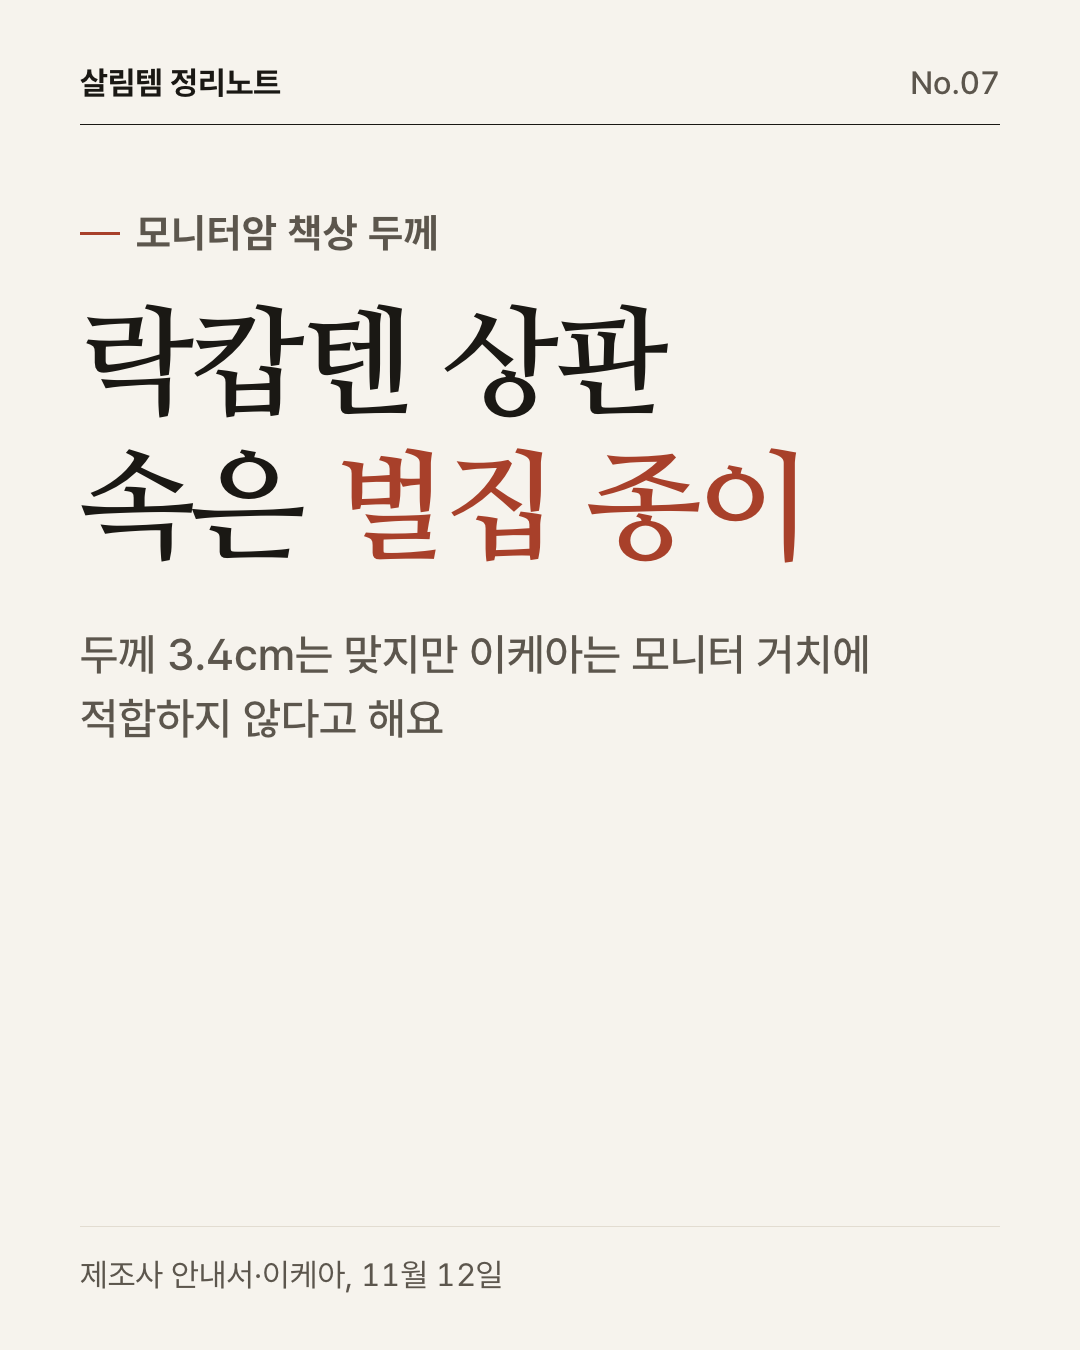 살림템 정리노트
No.07
모니터암 책상 두께
락캅텐 상판
속은 벌집 종이
두께 3.4cm는 맞지만 이케아는 모니터 거치에
적합하지 않다고 해요
제조사 안내서·이케아, 11월 12일